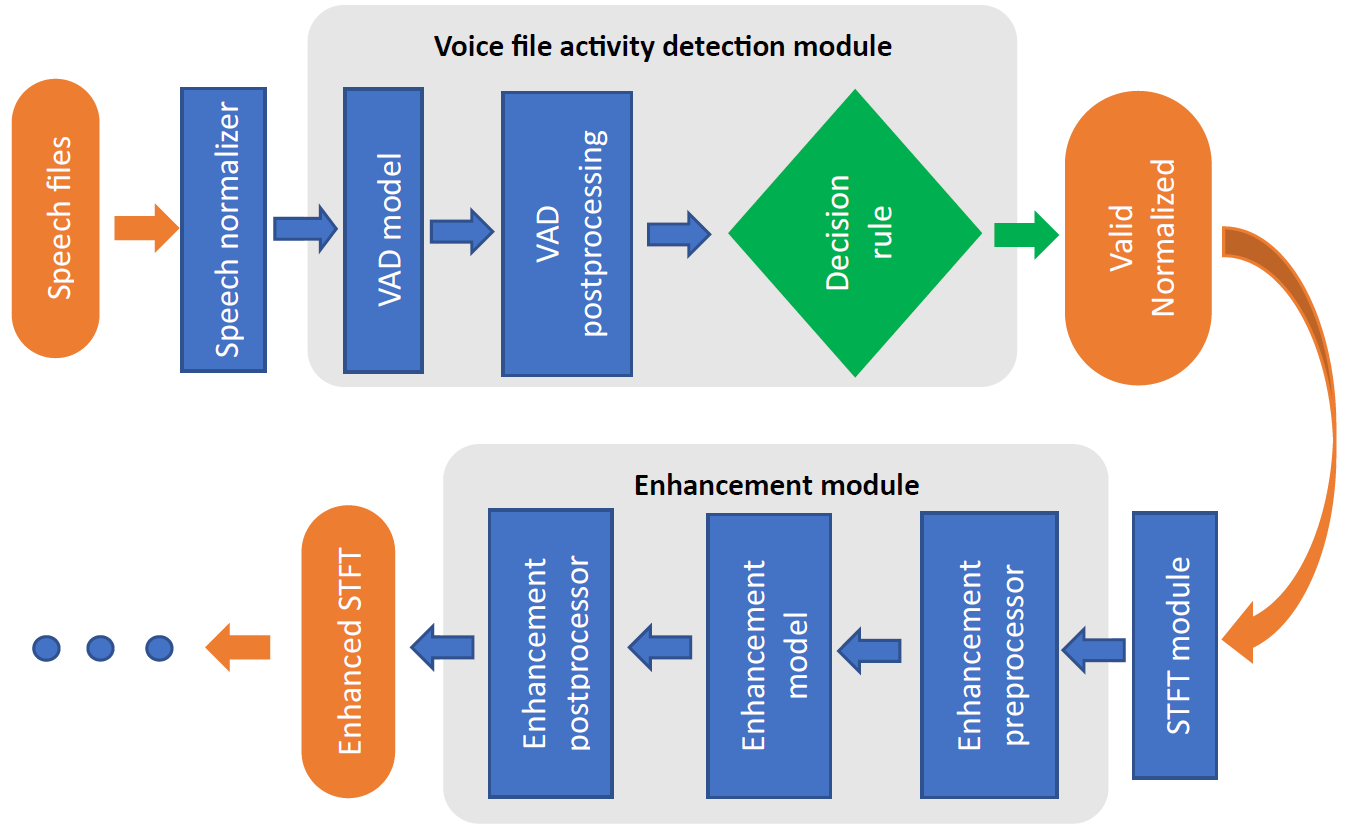 Voice file activity detection module
Speech files
Speech normalizer
VAD model
VAD
postprocessing
Decision
rule
Valid
Normalized
Enhancement module
STFT module
Enhancement
preprocessor
Enhancement
model
Enhancement
postprocessor
Enhanced STFT